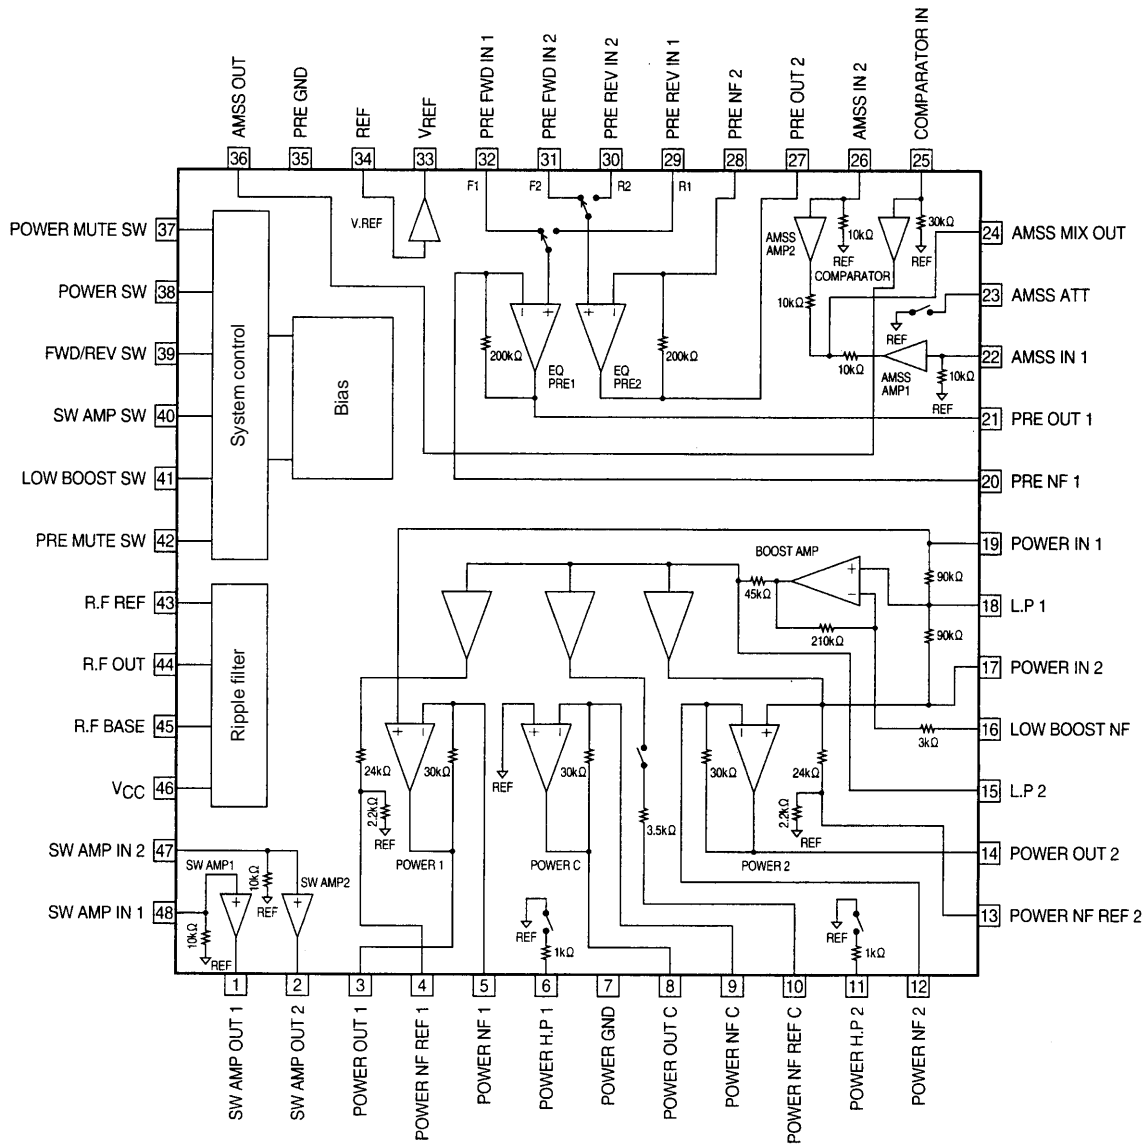 AMSS OUT
PRE GND
REF
VREF
PRE FWD IN 1
PRE FWD IN 2
PRE REV IN 2
PRE REV IN 1
PRE NF 2
PRE OUT 2
AMSS IN 2
COMPARATOR IN
36
35
34
33
32
31
30
29
28
27
26
25
F1
F2
R2
R1
V.REF
POWER MUTE SW 37
POWER SW 38
FWD/REV SW 39
SW AMP SW 40
LOW BOOST SW 41
PRE MUTE SW 42
R.F REF 43
R.F OUT 44
R.F BASE 45
VCC 46
SW AMP IN 2 47
SW AMP IN 1 48
System control
Bias
Ripple filter
200kΩ
EQ
PRE1
EQ
PRE2
200kΩ
AMSS
AMP2
10kΩ
REF
COMPARATOR
30kΩ
REF
10kΩ
REF
10kΩ
AMSS
AMP1
10kΩ
REF
24 AMSS MIX OUT
23 AMSS ATT
22 AMSS IN 1
21 PRE OUT 1
20 PRE NF 1
19 POWER IN 1
18 L.P 1
17 POWER IN 2
16 LOW BOOST NF
15 L.P 2
14 POWER OUT 2
13 POWER NF REF 2
BOOST AMP
+
−
45kΩ
210kΩ
90kΩ
90kΩ
3kΩ
24kΩ
+
−
30kΩ
2.2kΩ
REF
POWER 1
REF
+
−
30kΩ
POWER C
3.5kΩ
30kΩ
−
+
24kΩ
2.2kΩ
REF
POWER 2
SW AMP1
+
10kΩ
REF
10kΩ
REF
SW AMP2
+
REF
1kΩ
REF
1kΩ
1
2
3
4
5
6
7
8
9
10
11
12
SW AMP OUT 1
SW AMP OUT 2
POWER OUT 1
POWER NF REF 1
POWER NF 1
POWER H.P 1
POWER GND
POWER OUT C
POWER NF C
POWER NF REF C
POWER H.P 2
POWER NF 2